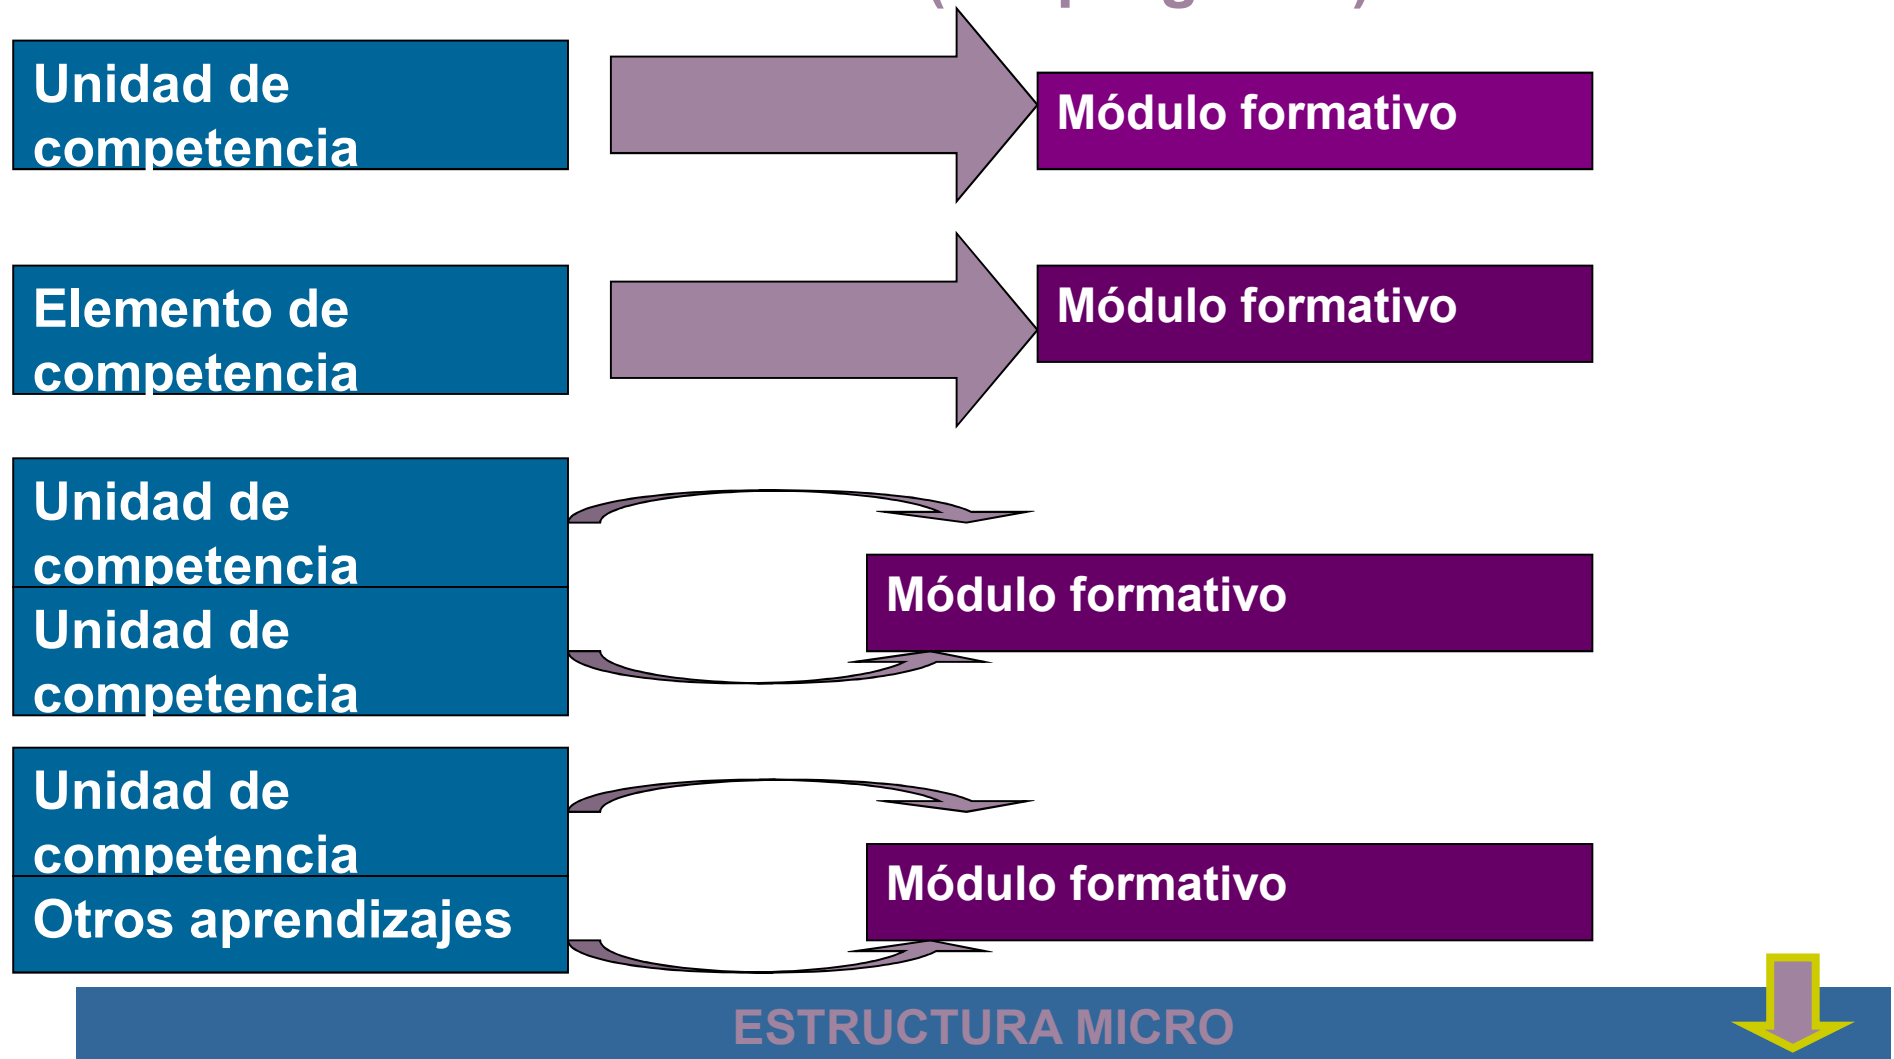 Unidad de
competencia
Módulo formativo
Elemento de
competencia
Módulo formativo
Unidad de
competencia
Unidad de
competencia
Módulo formativo
Unidad de
competencia
Otros aprendizajes
Módulo formativo
ESTRUCTURA MICRO